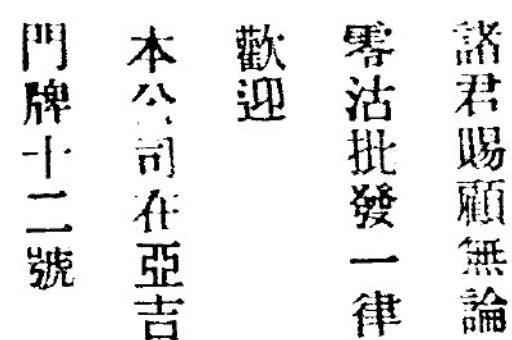 諸君賜顧無論
零沽批發一律
歡迎
本公司在亞吉
門牌十二號